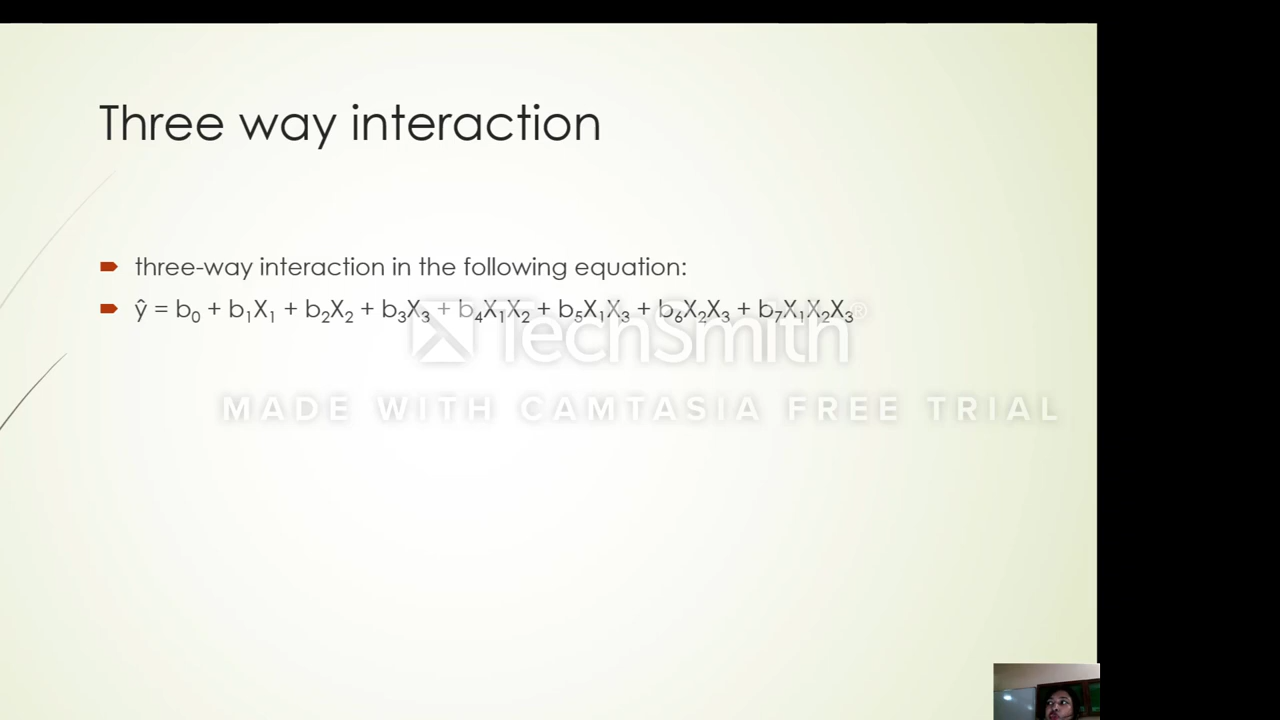 Three way interaction
three-way interaction in the following equation:
ŷ = b₀ + b₁X₁ + b₂X₂ + b₃X₃ + b₄X₁X₂ + b₅X₁X₃ + b₆X₂X₃ + b₇X₁X₂X₃
TechSmith®
MADE WITH CAMTASIA FREE TRIAL